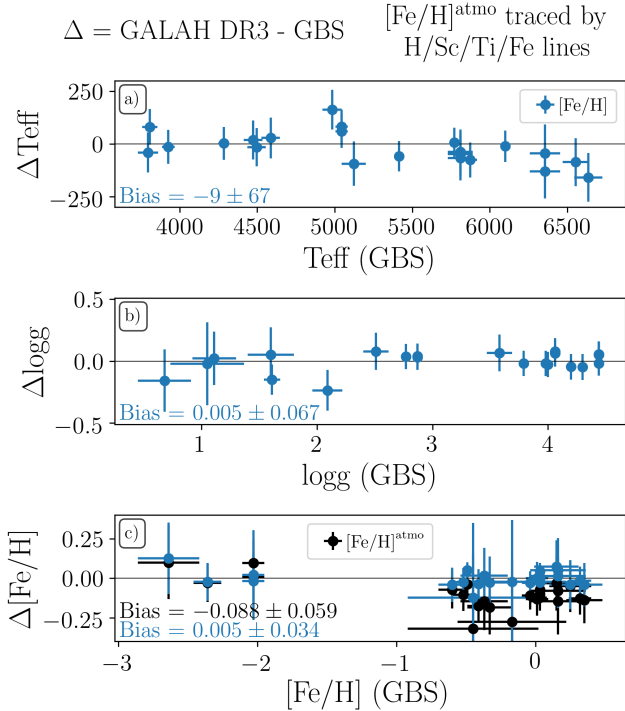 Δ = GALAH DR3 - GBS
[Fe/H]^atmo traced by
H/Sc/Ti/Fe lines
a)
[Fe/H]
250
0
−250
ΔTeff
Bias = −9 ± 67
4000 4500 5000 5500 6000 6500
Teff (GBS)
b)
0.5
0.0
−0.5
Δlogg
Bias = 0.005 ± 0.067
1 2 3 4
logg (GBS)
c)
[Fe/H]^atmo
0.25
0.00
−0.25
Δ[Fe/H]
Bias = −0.088 ± 0.059
Bias = 0.005 ± 0.034
−3 −2 −1 0
[Fe/H] (GBS)